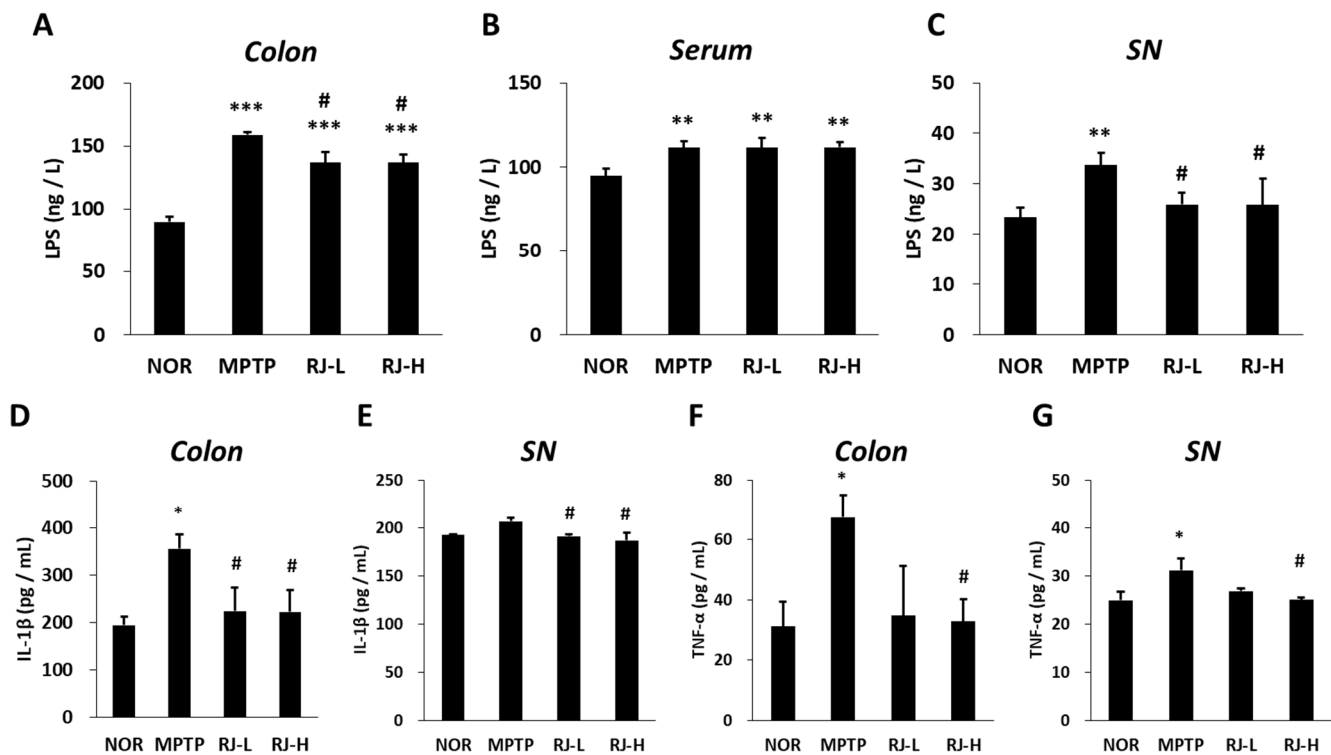 A
Colon
LPS (ng / L)
200
150
100
50
0
***
#
***
#
***
NOR MPTP RJ-L RJ-H
B
Serum
LPS (ng / L)
150
100
50
0
**
**
**
NOR MPTP RJ-L RJ-H
C
SN
LPS (ng / L)
50
40
30
20
10
0
**
#
#
NOR MPTP RJ-L RJ-H
D
Colon
IL-1β (pg / mL)
500
400
300
200
100
0
*
#
#
NOR MPTP RJ-L RJ-H
E
SN
IL-1β (pg / mL)
250
200
150
100
50
0
#
#
NOR MPTP RJ-L RJ-H
F
Colon
TNF-α (pg / mL)
80
60
40
20
0
*
#
NOR MPTP RJ-L RJ-H
G
SN
TNF-α (pg / mL)
50
40
30
20
10
0
*
#
NOR MPTP RJ-L RJ-H